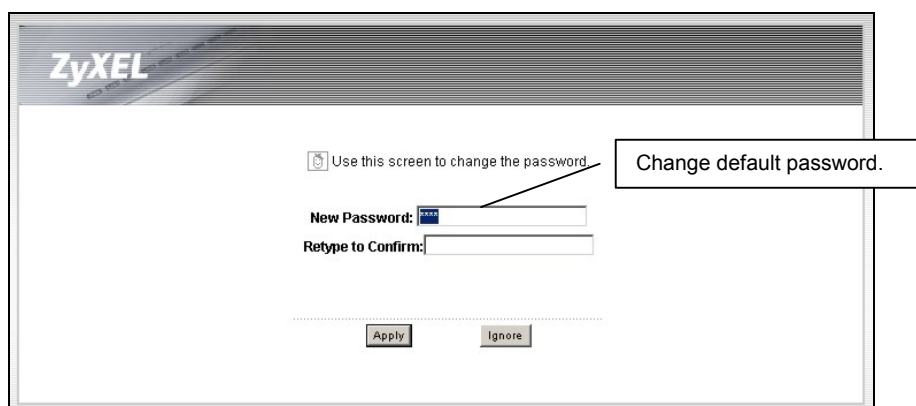 ZyXEL
Use this screen to change the password.
Change default password.
New Password: ****
Retype to Confirm:
Apply Ignore